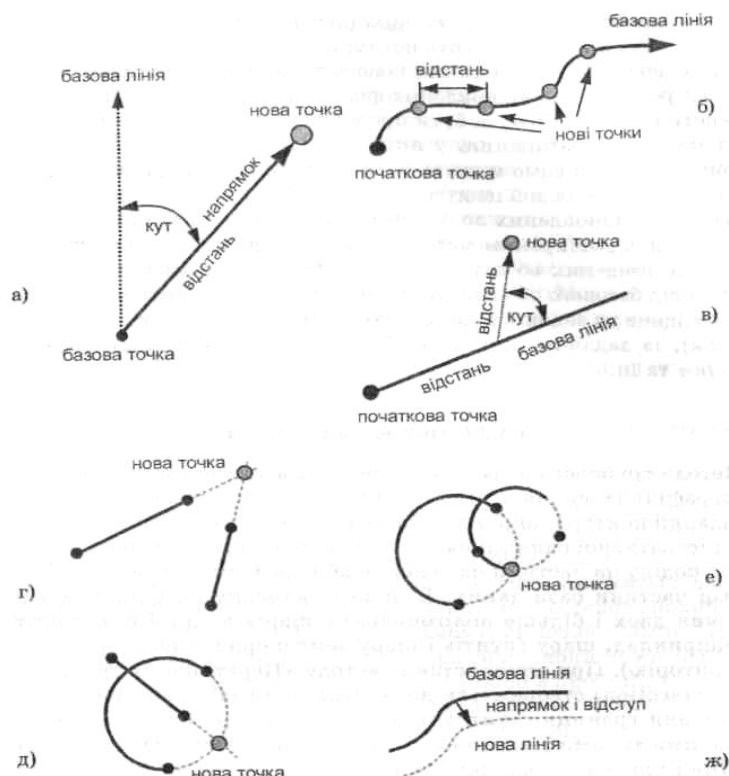 базова лінія
нова точка
кут
напрямок
відстань
базова точка
а)
базова лінія
відстань
нові точки
початкова точка
б)
нова точка
відстань
кут
відстань
базова лінія
початкова точка
в)
нова точка
г)
нова точка
е)
нова точка
д)
базова лінія
напрямок і відступ
нова лінія
ж)